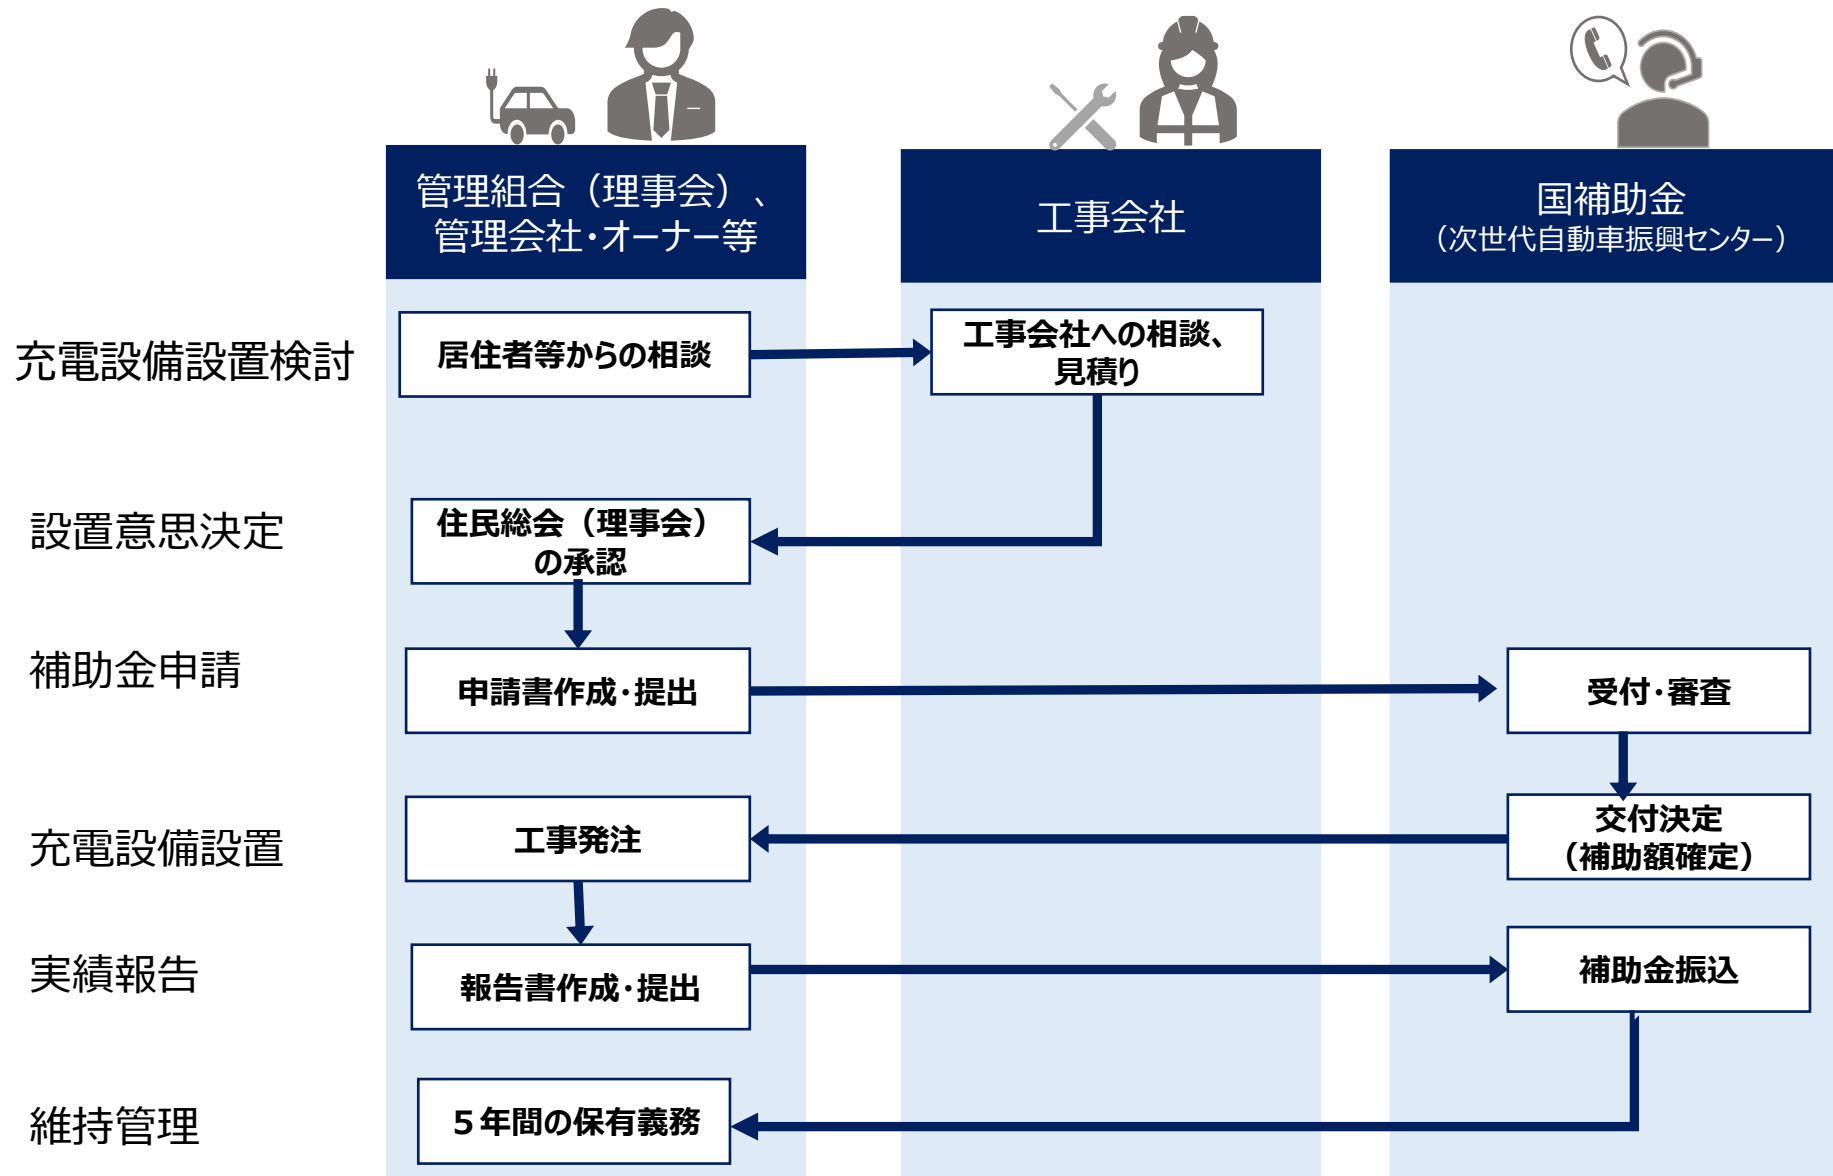 管理組合（理事会）、
管理会社・オーナー等
工事会社
国補助金
（次世代自動車振興センター）
充電設備設置検討
居住者等からの相談
工事会社への相談、
見積り
設置意思決定
住民総会（理事会）
の承認
補助金申請
申請書作成・提出
受付・審査
充電設備設置
工事発注
交付決定
（補助額確定）
実績報告
報告書作成・提出
補助金振込
維持管理
５年間の保有義務